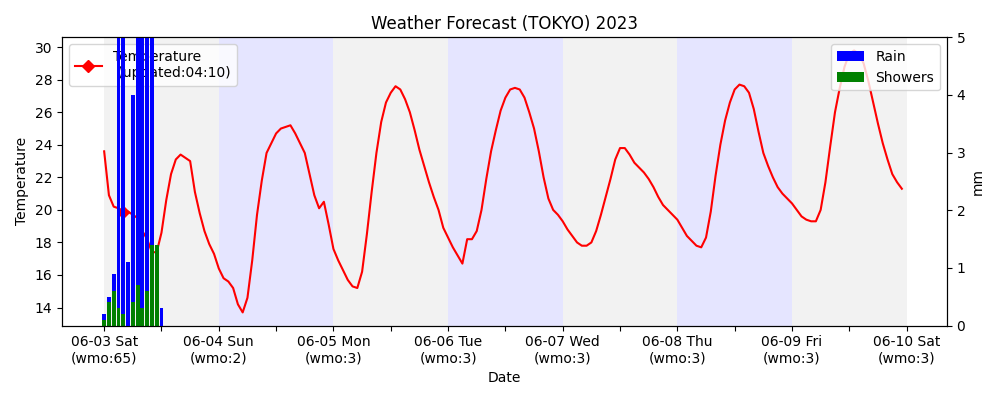 Weather Forecast (TOKYO) 2023
Temperature
(updated:04:10)
Rain
Showers
30
28
26
24
22
20
18
16
14
Temperature
5
4
3
2
1
0
mm
06-03 Sat
(wmo:65)
06-04 Sun
(wmo:2)
06-05 Mon
(wmo:3)
06-06 Tue
(wmo:3)
06-07 Wed
(wmo:3)
06-08 Thu
(wmo:3)
06-09 Fri
(wmo:3)
06-10 Sat
(wmo:3)
Date